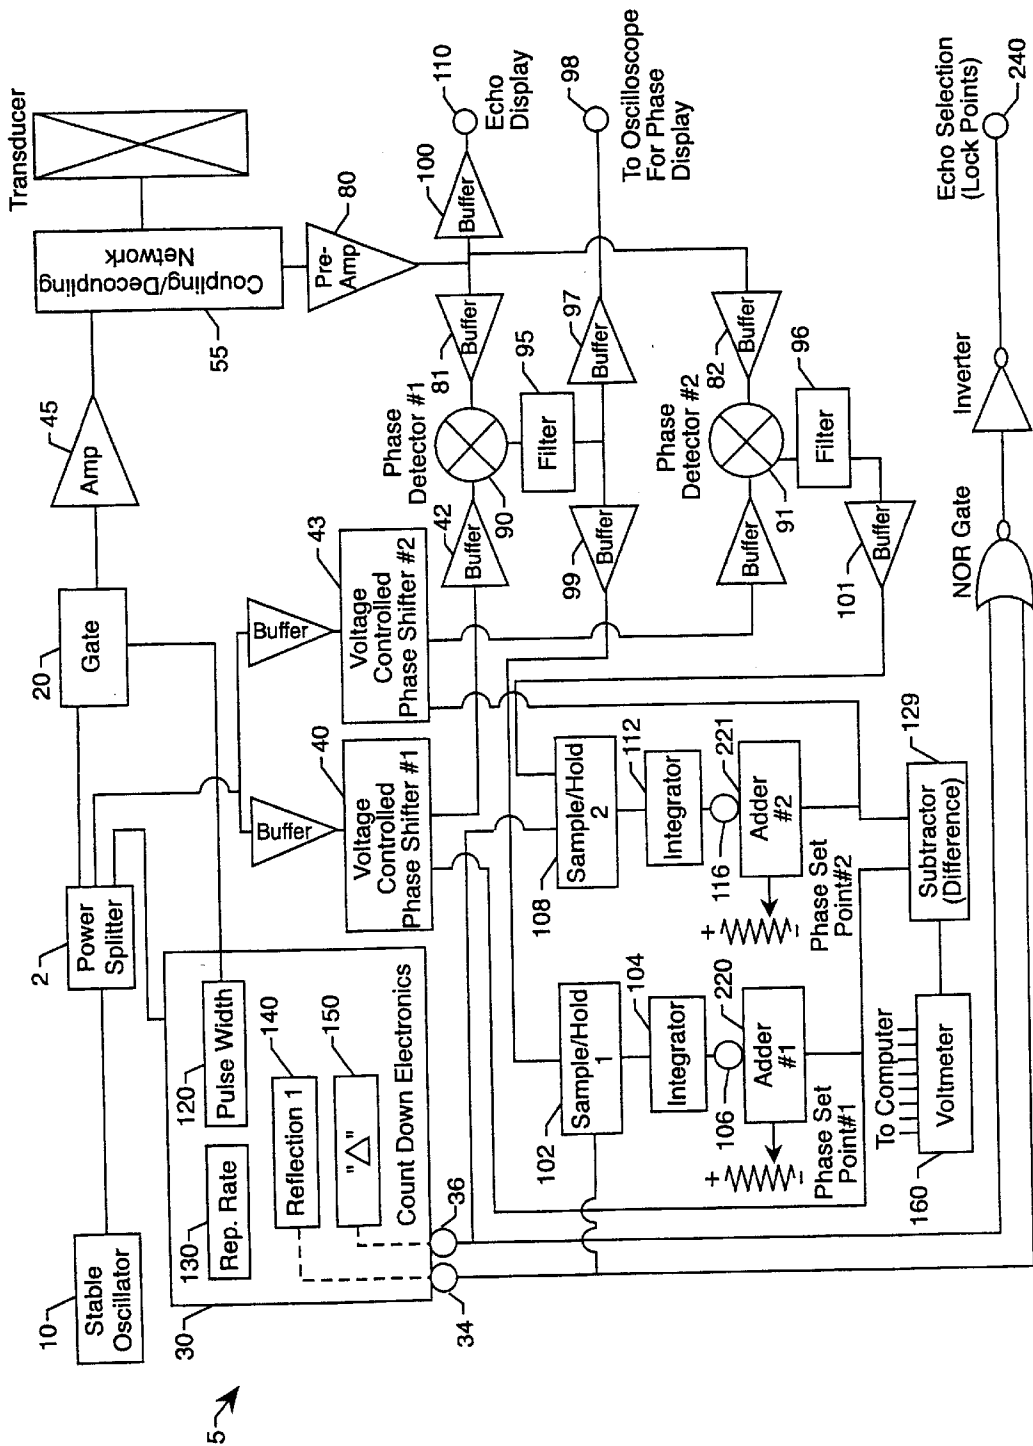 5
10
Stable
Oscillator
2
Power
Splitter
20
Gate
45
Amp
55
Coupling/Decoupling
Network
Transducer
30
130
Rep. Rate
120
Pulse Width
140
Reflection 1
150
"△"
Count Down Electronics
34
36
Buffer
Buffer
40
Voltage
Controlled
Phase Shifter #1
43
Voltage
Controlled
Phase Shifter #2
80
Pre-
Amp
42
Buffer
Phase
Detector #1
90
81
Buffer
100
Buffer
110
Echo
Display
95
Filter
99
Buffer
97
Buffer
98
To Oscilloscope
For Phase
Display
Buffer
Phase
Detector #2
91
82
Buffer
96
Filter
101
Buffer
102
Sample/Hold
1
104
Integrator
106
220
Adder
#1
+
-
Phase Set
Point#1
108
Sample/Hold
2
112
Integrator
116
221
Adder
#2
+
-
Phase Set
Point#2
129
Subtractor
(Difference)
To Computer
160
Voltmeter
NOR Gate
Inverter
Echo Selection
(Lock Points)
240